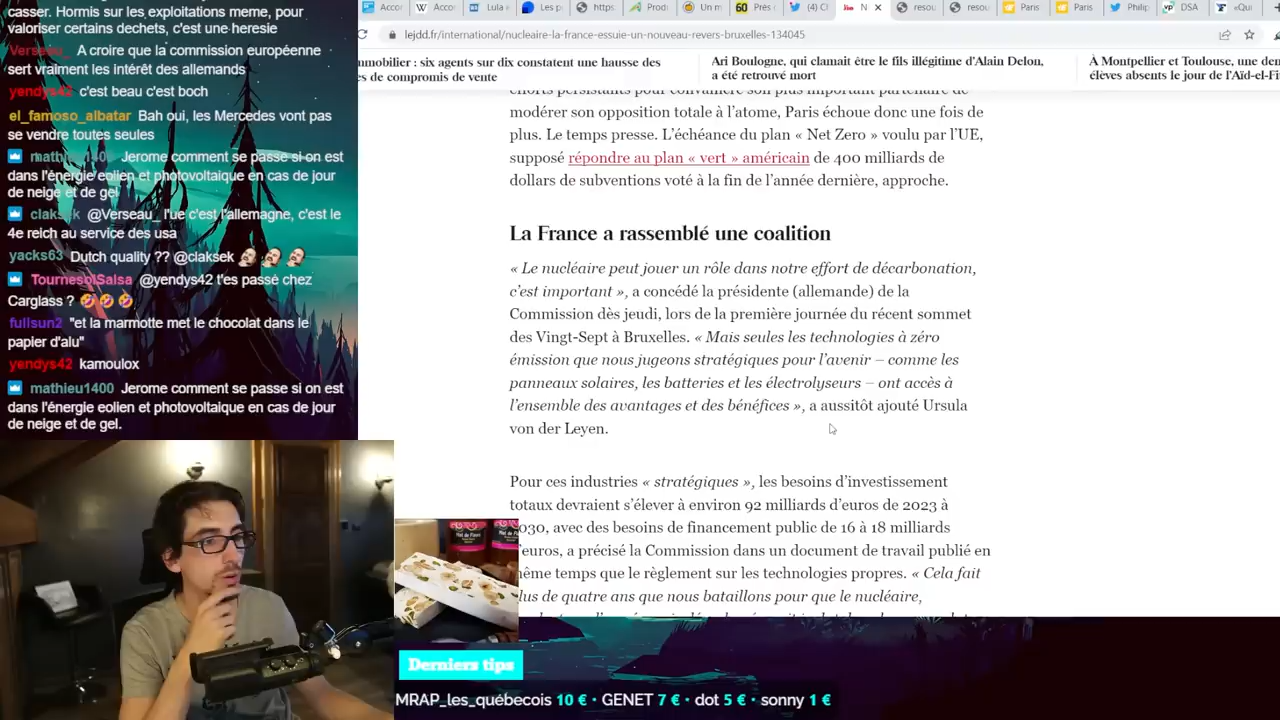 casser. Hormis sur les exploitations meme, pour
valoriser certains dechets, c'est une heresie
Verseau_ A croire que la commission européenne
sert vraiment les intérêt des allemands
yendys42 c'est beau c'est boch
el_famoso_albatar Bah oui, les Mercedes vont pas
se vendre toutes seules
mathieu1400 Jerome comment se passe si on est
dans l'énergie eolien et photovoltaique en cas de jour
de neige et de gel
claksek @Verseau_ l'ue c'est l'allemagne, c'est le
4e reich au service des usa
yacks63 Dutch quality ?? @claksek
TournesolSalsa @yendys42 t'es passé chez
Carglass ? 🤣🤣🤣
fullsun2 "et la marmotte met le chocolat dans le
papier d'alu"
yendys42 kamoulox
mathieu1400 Jerome comment se passe si on est
dans l'énergie eolien et photovoltaique en cas de jour
de neige et de gel.
Accor
Accor
Lula e
Les p
https
Produ
Un m
Près
(4) Cl
N
resou
resou
Paris
Paris
Philip
DSA
«Qui
lejdd.fr/international/nucleaire-la-france-essuie-un-nouveau-revers-bruxelles-134045
mmobilier : six agents sur dix constatent une hausse des
es de compromis de vente
Ari Boulogne, qui clamait être le fils illégitime d'Alain Delon,
a été retrouvé mort
À Montpellier et Toulouse, une dem
élèves absents le jour de l'Aïd-el-Fi
efforts persistants pour convaincre son plus important partenaire de
modérer son opposition totale à l'atome, Paris échoue donc une fois de
plus. Le temps presse. L'échéance du plan « Net Zero » voulu par l'UE,
supposé répondre au plan « vert » américain de 400 milliards de
dollars de subventions voté à la fin de l'année dernière, approche.
La France a rassemblé une coalition
« Le nucléaire peut jouer un rôle dans notre effort de décarbonation,
c'est important », a concédé la présidente (allemande) de la
Commission dès jeudi, lors de la première journée du récent sommet
des Vingt-Sept à Bruxelles. « Mais seules les technologies à zéro
émission que nous jugeons stratégiques pour l'avenir – comme les
panneaux solaires, les batteries et les électrolyseurs – ont accès à
l'ensemble des avantages et des bénéfices », a aussitôt ajouté Ursula
von der Leyen.
Pour ces industries « stratégiques », les besoins d'investissement
totaux devraient s'élever à environ 92 milliards d'euros de 2023 à
030, avec des besoins de financement public de 16 à 18 milliards
'euros, a précisé la Commission dans un document de travail publié en
ême temps que le règlement sur les technologies propres. « Cela fait
lus de quatre ans que nous bataillons pour que le nucléaire,
Derniers tips
MRAP_les_québecois 10 € · GENET 7 € · dot 5 € · sonny 1 €